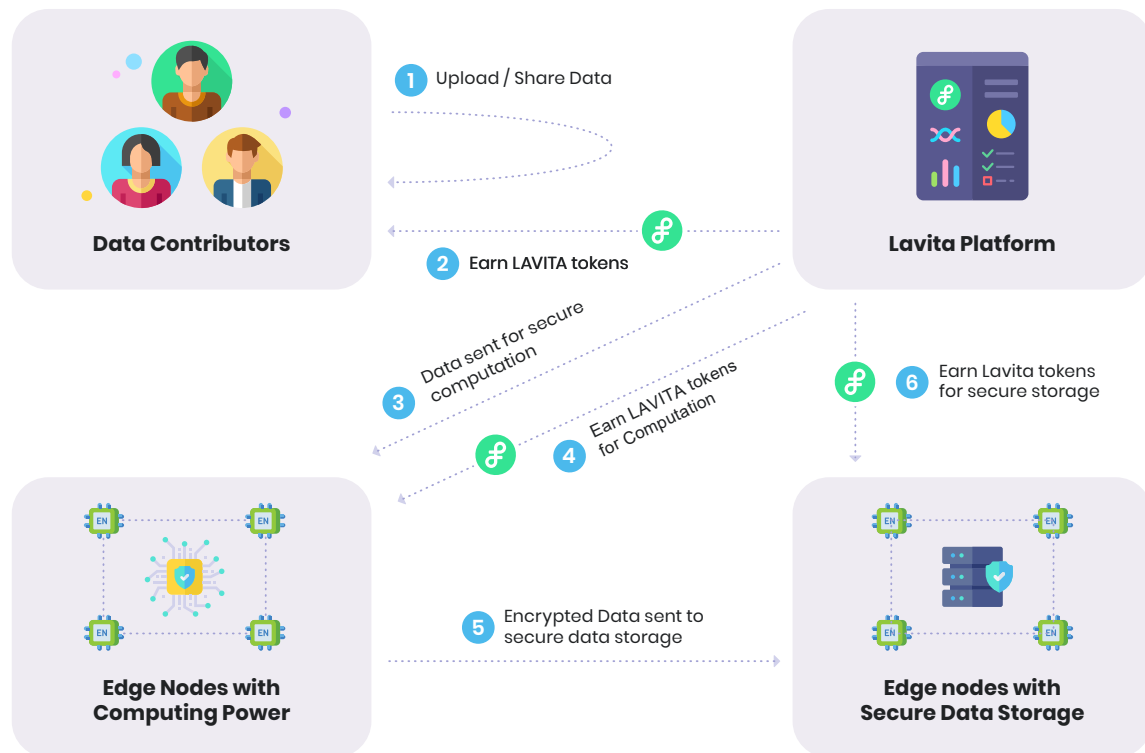 1
Upload / Share Data
Data Contributors
Lavita Platform
2
Earn LAVITA tokens
3
Data sent for secure
computation
4
Earn LAVITA tokens
for Computation
6
Earn Lavita tokens
for secure storage
EN
EN
EN
EN
Edge Nodes with
Computing Power
5
Encrypted Data sent to
secure data storage
EN
EN
EN
EN
Edge nodes with
Secure Data Storage